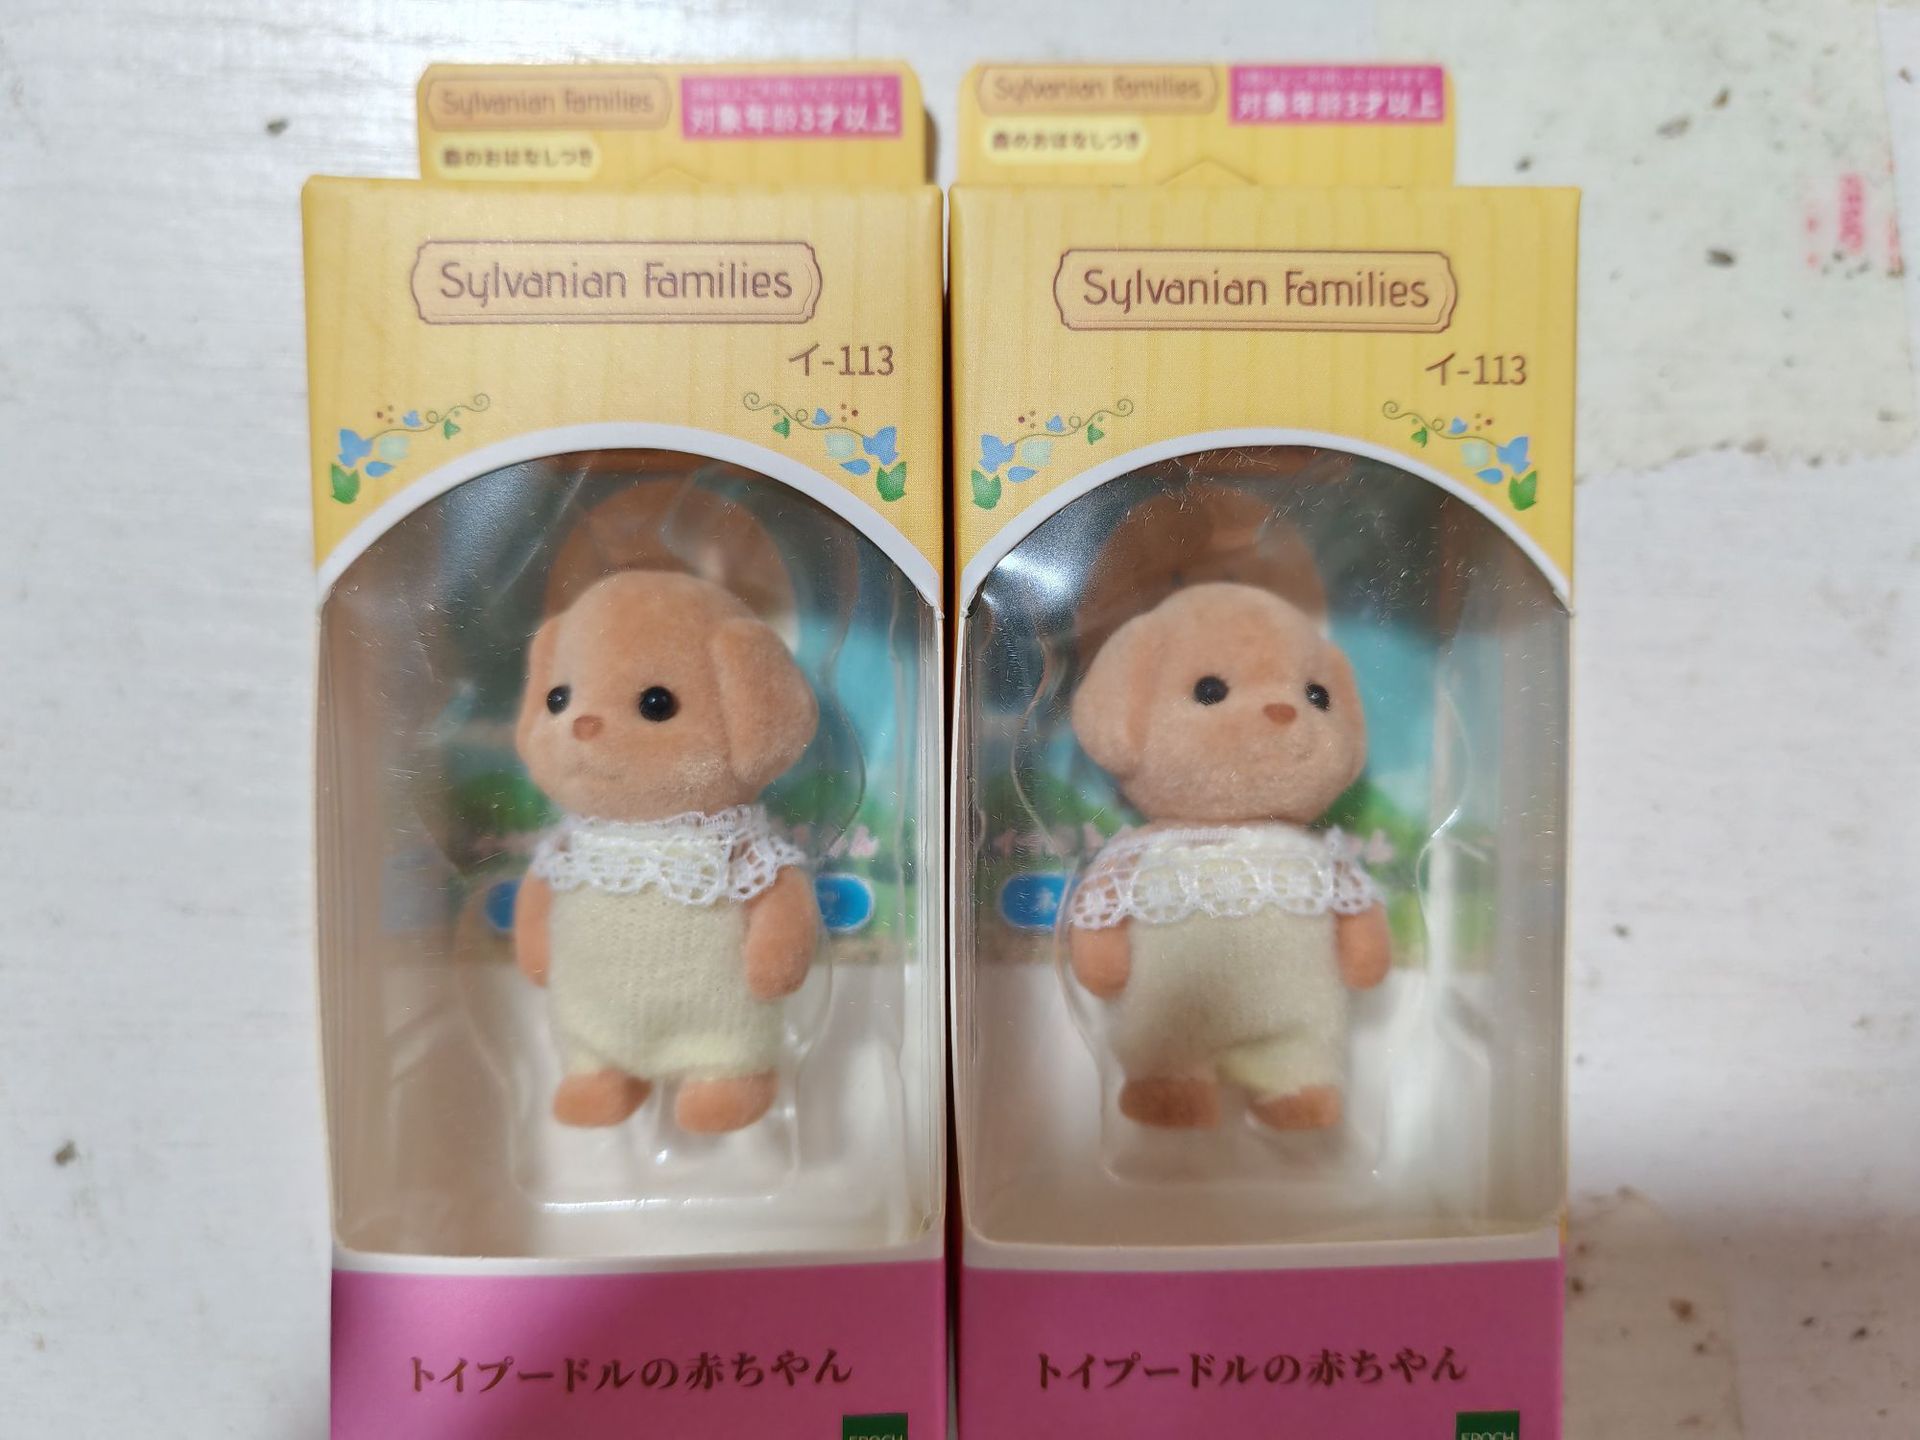 Sylvanian Families
対象年齢3才以上
森のおはなしつき
Sylvanian Families
イ-113
トイプードルの赤ちゃん
EPOCH
Sylvanian Families
対象年齢3才以上
森のおはなしつき
Sylvanian Families
イ-113
トイプードルの赤ちゃん
EPOCH